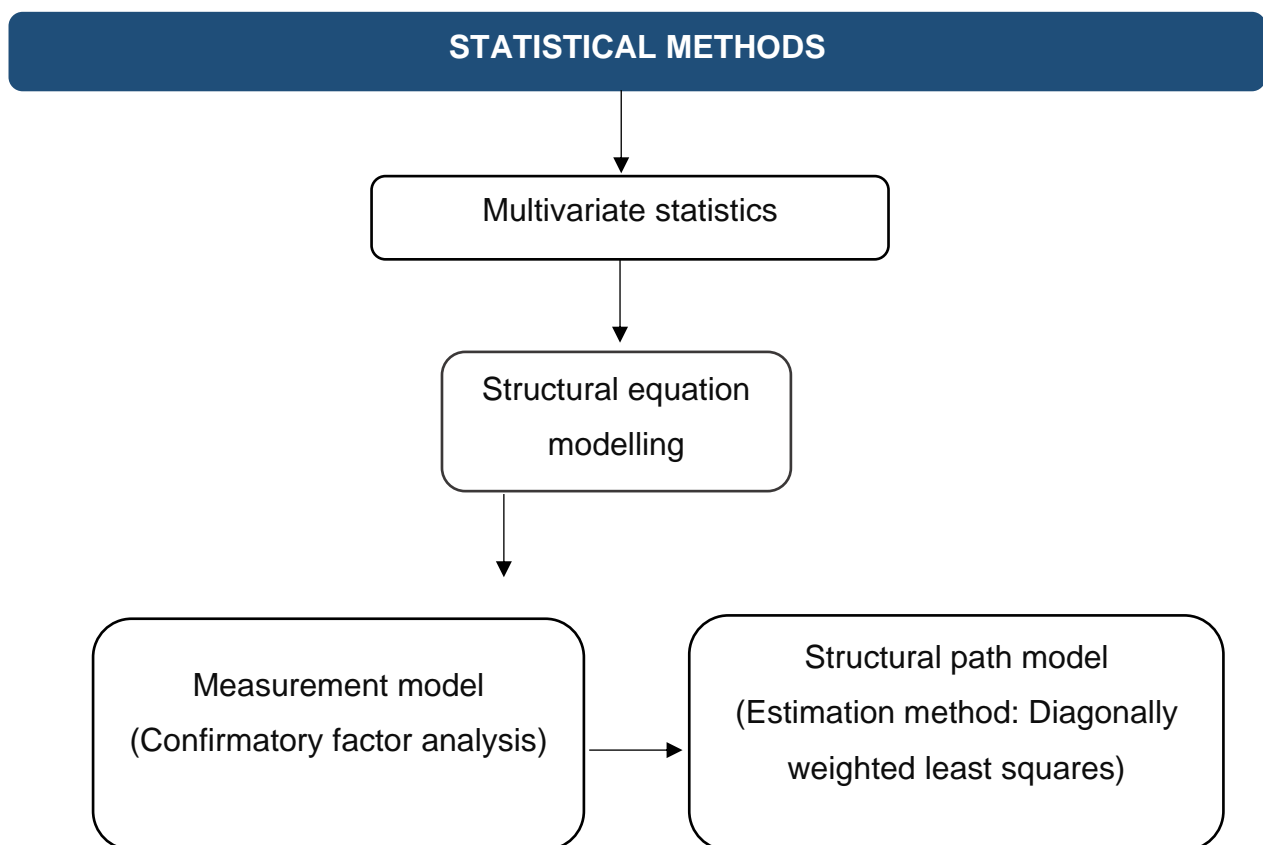 STATISTICAL METHODS
Multivariate statistics
Structural equation
modelling
Measurement model
(Confirmatory factor analysis)
Structural path model
(Estimation method: Diagonally
weighted least squares)